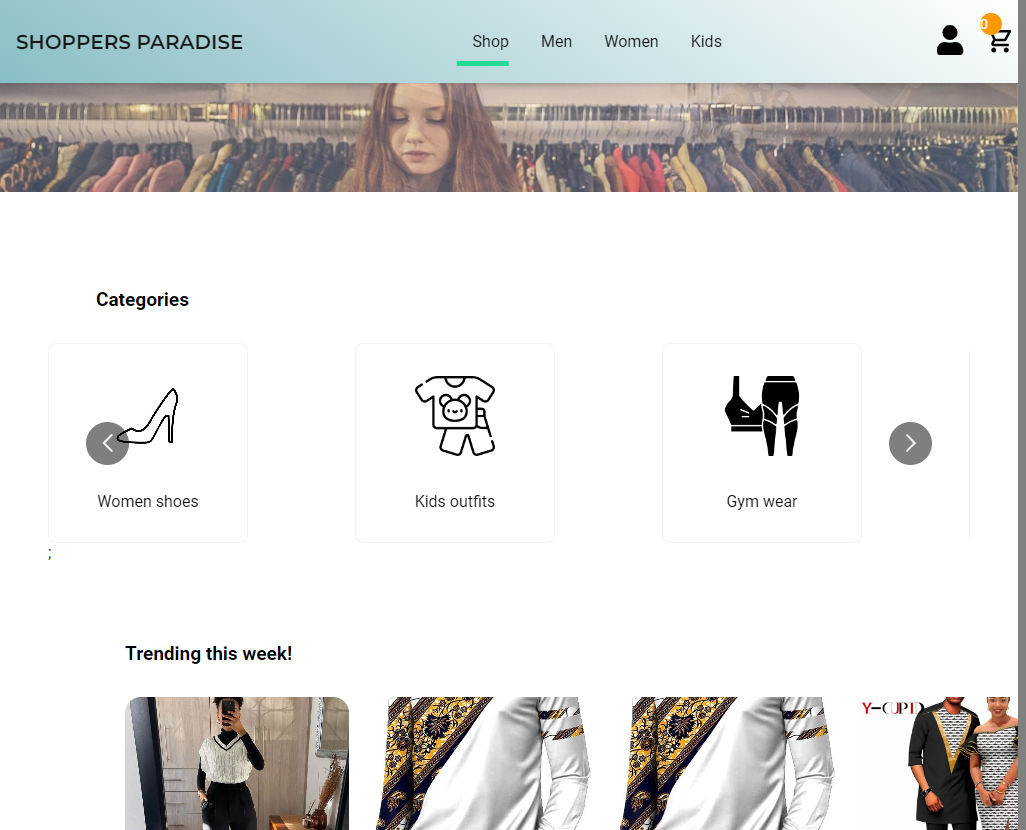 SHOPPERS PARADISE
Shop Men Women Kids
0
Categories
Women shoes
Kids outfits
Gym wear
;
Trending this week!
Y-CUPID